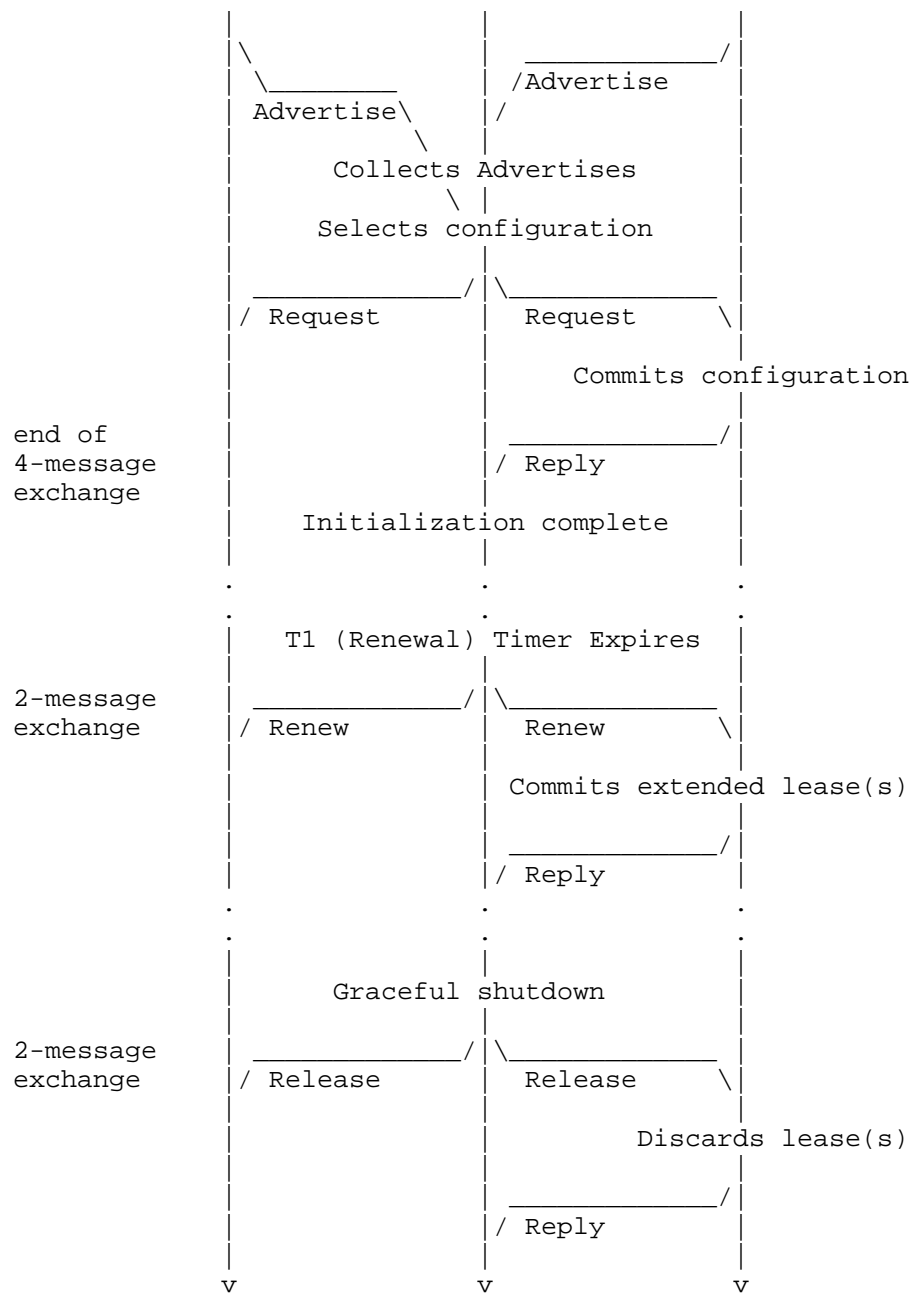 Advertise
Advertise
Collects Advertises
Selects configuration
Request Request
Commits configuration
end of
4-message Reply
exchange
Initialization complete
. . .
. . .
T1 (Renewal) Timer Expires
2-message
exchange Renew Renew
Commits extended lease(s)
Reply
. . .
. . .
Graceful shutdown
2-message
exchange Release Release
Discards lease(s)
Reply
v v v